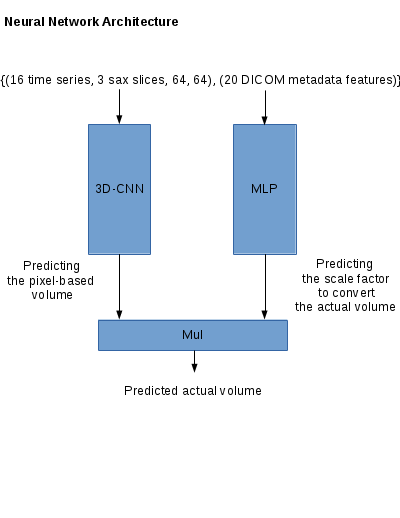 Neural Network Architecture
{(16 time series, 3 sax slices, 64, 64), (20 DICOM metadata features)}
3D-CNN
MLP
Predicting
the pixel-based
volume
Predicting
the scale factor
to convert
the actual volume
Mul
Predicted actual volume